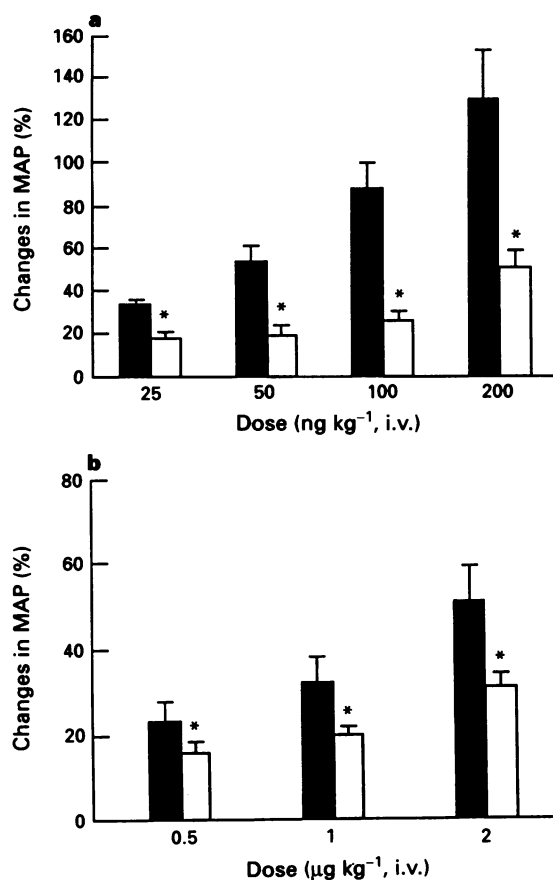 a
160
140
120
100
80
60
40
20
0
Changes in MAP (%)
*
*
*
*
25 50 100 200
Dose (ng kg⁻¹, i.v.)
b
80
60
40
20
0
Changes in MAP (%)
*
*
*
0.5 1 2
Dose (μg kg⁻¹, i.v.)